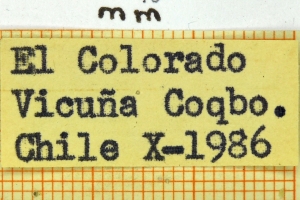 mm
El Colorado
Vicuña Coqbo.
Chile X-1986